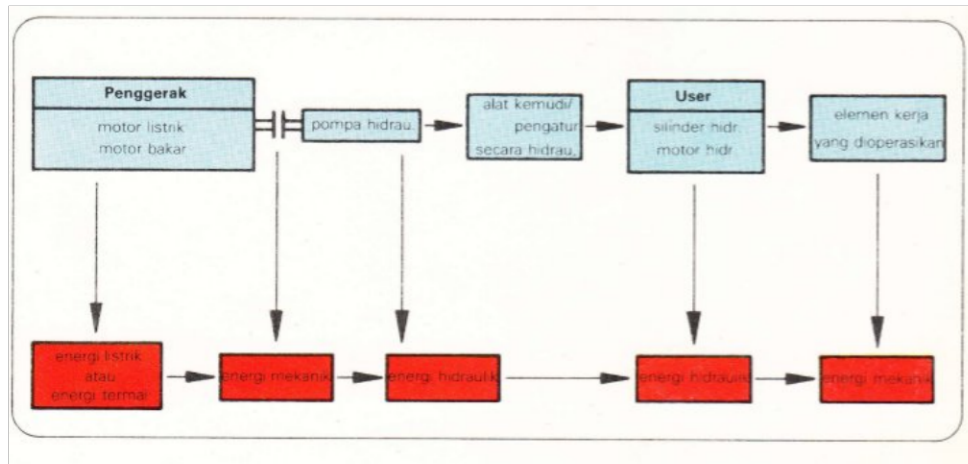 Penggerak
motor listrik
motor bakar
pompa hidrau.
alat kemudi/
pengatur
secara hidrau.
User
silinder hidr.
motor hidr.
elemen kerja
yang dioperasikan
energi listrik
atau
energi termal
energi mekanik
energi hidraulik
energi hidraulik
energi mekanik